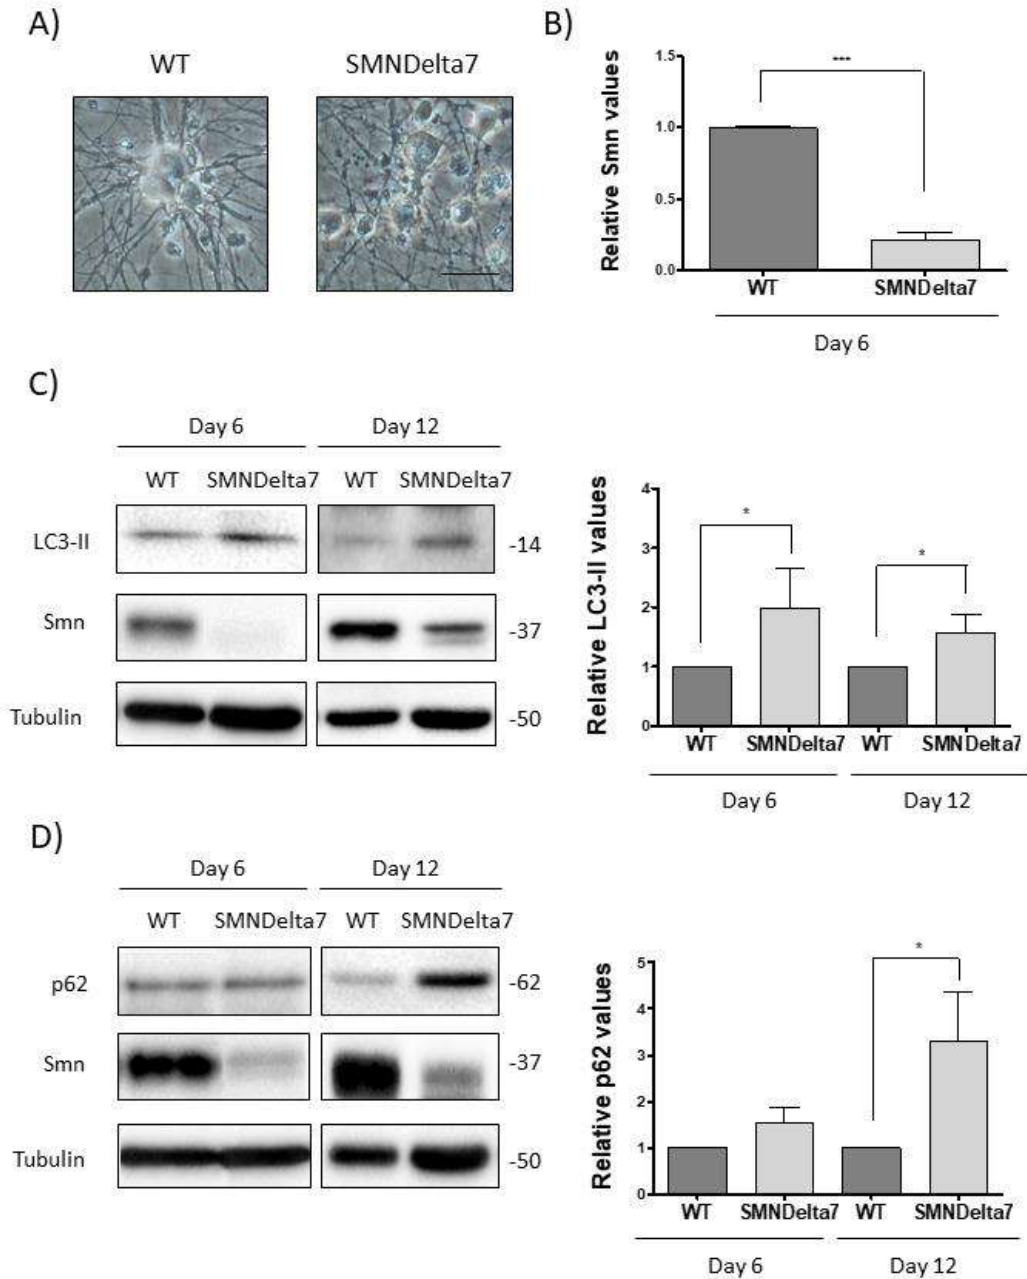 A)
WT SMNDelta7
B)
Relative Smn values
1.5
***
1.0
0.5
0.0
WT SMNDelta7
Day 6
C)
Day 6 Day 12
WT SMNDelta7 WT SMNDelta7
LC3-II -14
Smn -37
Tubulin -50
Relative LC3-II values
4
3
2
1
0
* *
WT SMNDelta7 WT SMNDelta7
Day 6 Day 12
D)
Day 6 Day 12
WT SMNDelta7 WT SMNDelta7
p62 -62
Smn -37
Tubulin -50
Relative p62 values
5
4
3
2
1
0
*
WT SMNDelta7 WT SMNDelta7
Day 6 Day 12